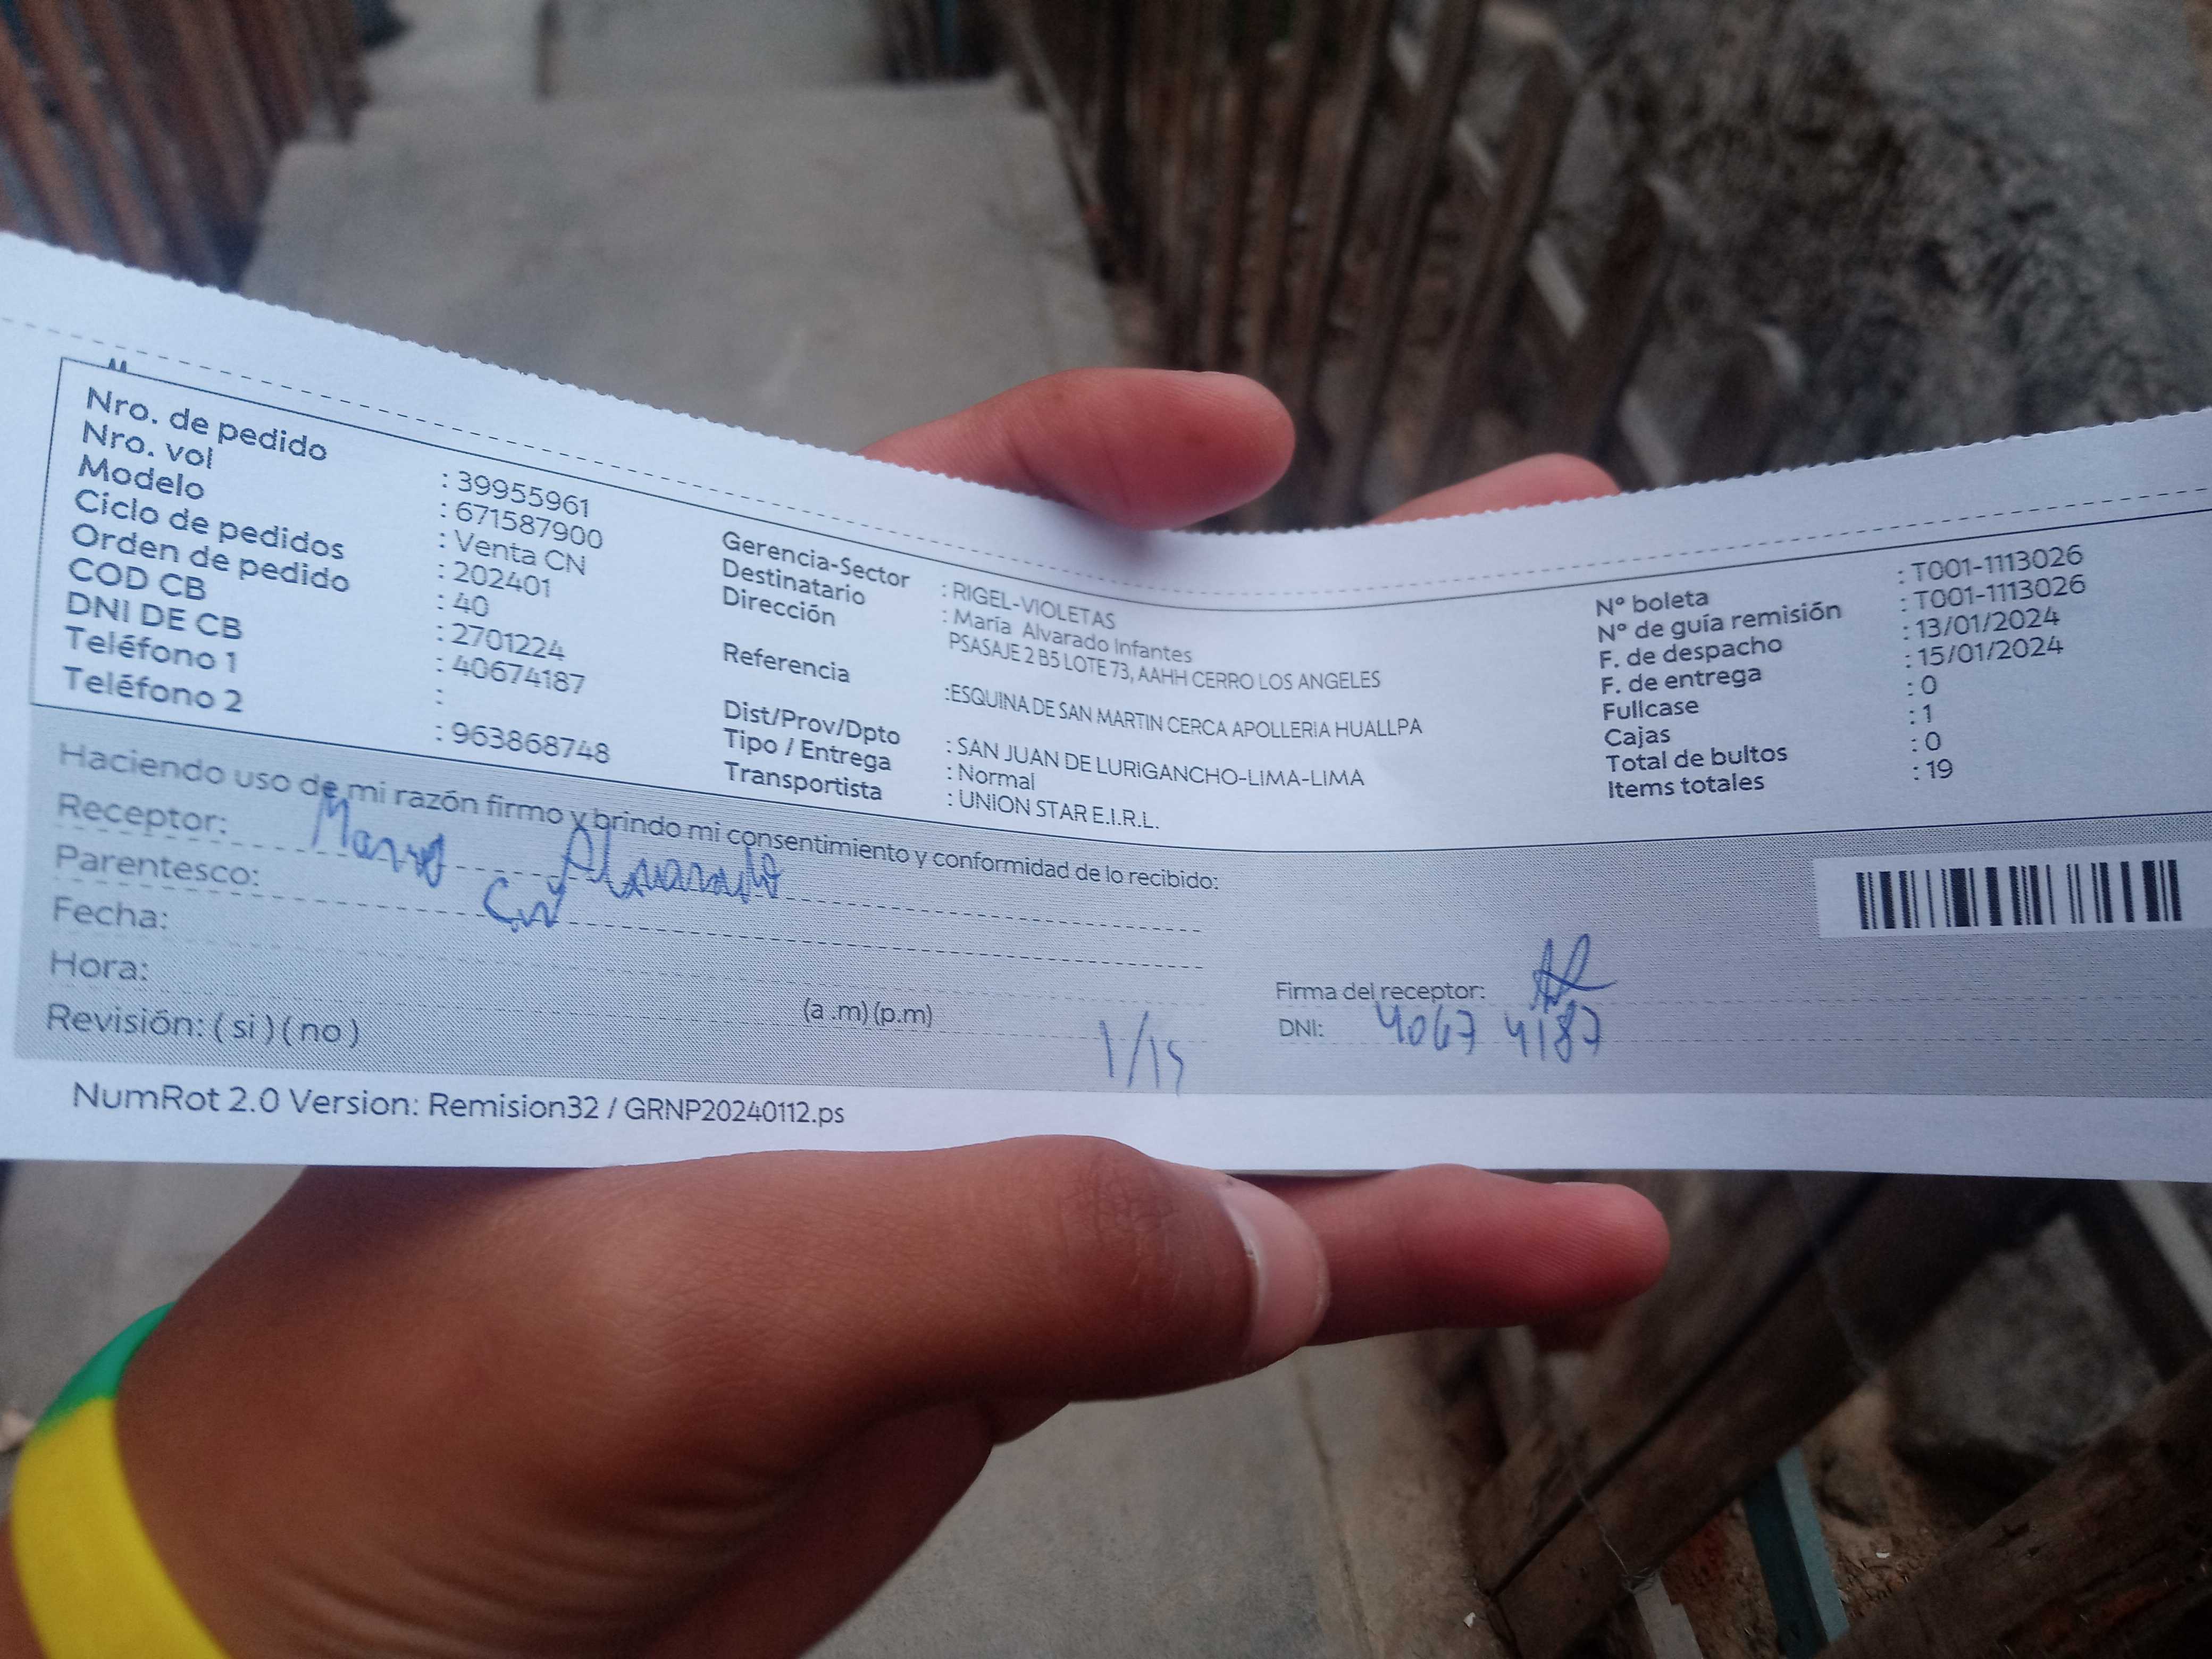 Nro. de pedido : 39955961
Nro. vol : 671587900
Modelo : Venta CN
Ciclo de pedidos : 202401
Orden de pedido : 40
COD CB : 2701224
DNI DE CB : 40674187
Teléfono 1 :
Teléfono 2 : 963868748
Gerencia-Sector : RIGEL-VIOLETAS
Destinatario : María Alvarado Infantes
Dirección PSASAJE 2 B5 LOTE 73, AAHH CERRO LOS ANGELES
Referencia :ESQUINA DE SAN MARTIN CERCA APOLLERIA HUALLPA
Dist/Prov/Dpto : SAN JUAN DE LURIGANCHO-LIMA-LIMA
Tipo / Entrega : Normal
Transportista : UNION STAR E.I.R.L.
N° boleta : T001-1113026
N° de guía remisión : T001-1113026
F. de despacho : 13/01/2024
F. de entrega : 15/01/2024
Fullcase : 0
Cajas : 1
Total de bultos : 0
Items totales : 19
Haciendo uso de mi razón firmo y brindo mi consentimiento y conformidad de lo recibido:
Receptor: Alvarado
Parentesco:
Fecha:
Hora: (a .m) (p.m)
Revisión: ( si ) ( no )
1/15
Firma del receptor:
DNI: 4067 4187
NumRot 2.0 Version: Remision32 / GRNP20240112.ps